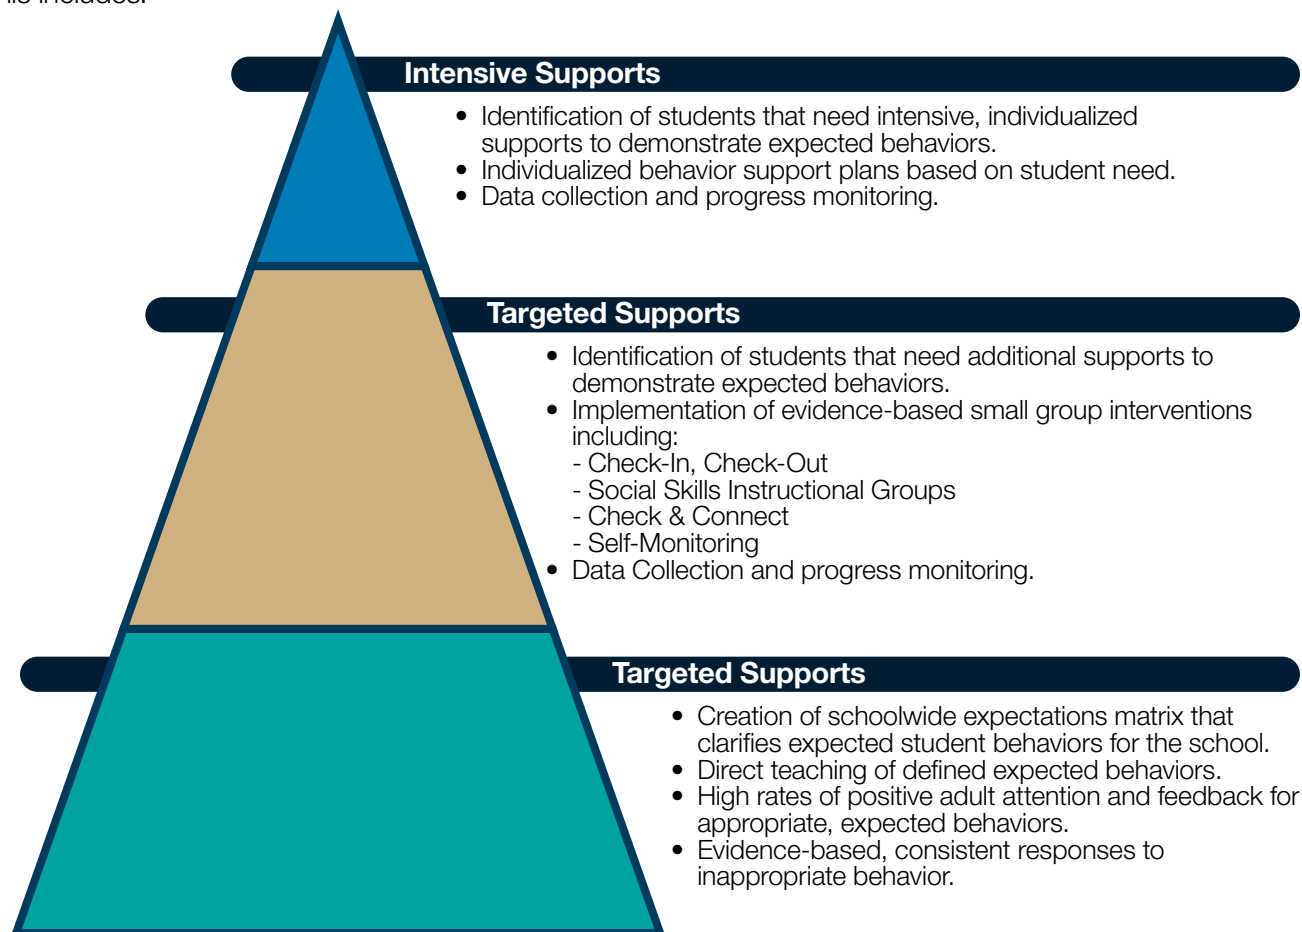 his includes:
Intensive Supports
• Identification of students that need intensive, individualized
supports to demonstrate expected behaviors.
• Individualized behavior support plans based on student need.
• Data collection and progress monitoring.
Targeted Supports
• Identification of students that need additional supports to
demonstrate expected behaviors.
• Implementation of evidence-based small group interventions
including:
- Check-In, Check-Out
- Social Skills Instructional Groups
- Check & Connect
- Self-Monitoring
• Data Collection and progress monitoring.
Targeted Supports
• Creation of schoolwide expectations matrix that
clarifies expected student behaviors for the school.
• Direct teaching of defined expected behaviors.
• High rates of positive adult attention and feedback for
appropriate, expected behaviors.
• Evidence-based, consistent responses to
inappropriate behavior.